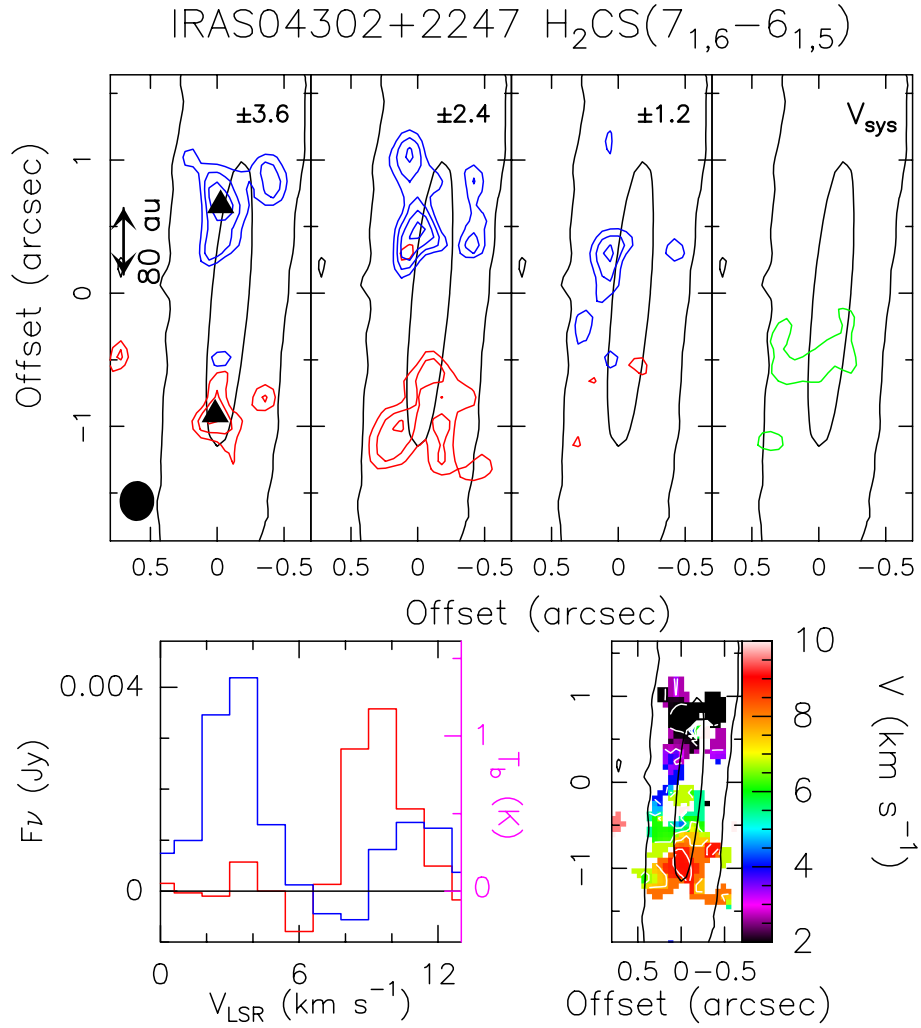 IRAS04302+2247 H₂CS(7₁,₆−6₁,₅)
±3.6 ±2.4 ±1.2 V_sys
Offset (arcsec)
1
0
−1
80 au
0.5 0 −0.5 0.5 0 −0.5 0.5 0 −0.5 0.5 0 −0.5
Offset (arcsec)
Fν (Jy)
0.004
0
0 6 12
V_LSR (km s⁻¹)
1
0
T_b (K)
1
0
−1
0.5 0 −0.5
Offset (arcsec)
10
8
6
4
2
V (km s⁻¹)